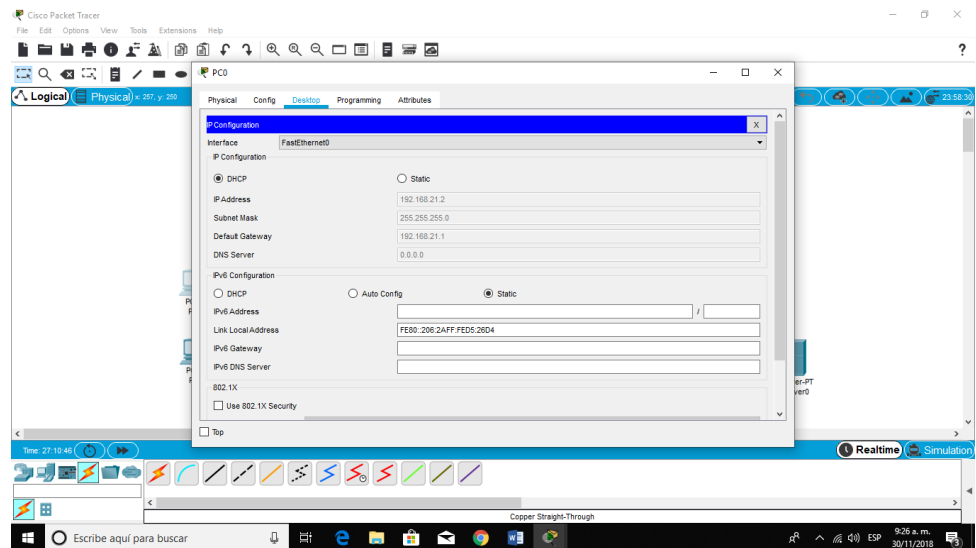 Cisco Packet Tracer
File Edit Options View Tools Extensions Help
?
Logical Physical x: 257, y: 250
23:58:30
PC0
Physical Config Desktop Programming Attributes
IP Configuration X
Interface FastEthernet0
IP Configuration
DHCP Static
IP Address 192.168.21.2
Subnet Mask 255.255.255.0
Default Gateway 192.168.21.1
DNS Server 0.0.0.0
IPv6 Configuration
DHCP Auto Config Static
IPv6 Address /
Link Local Address FE80::206:2AFF:FED5:26D4
IPv6 Gateway
IPv6 DNS Server
802.1X
Use 802.1X Security
Top
er-PT
ver0
Time: 27:10:46 Realtime Simulation
Copper Straight-Through
Escribe aquí para buscar
ESP
9:26 a. m.
30/11/2018
3